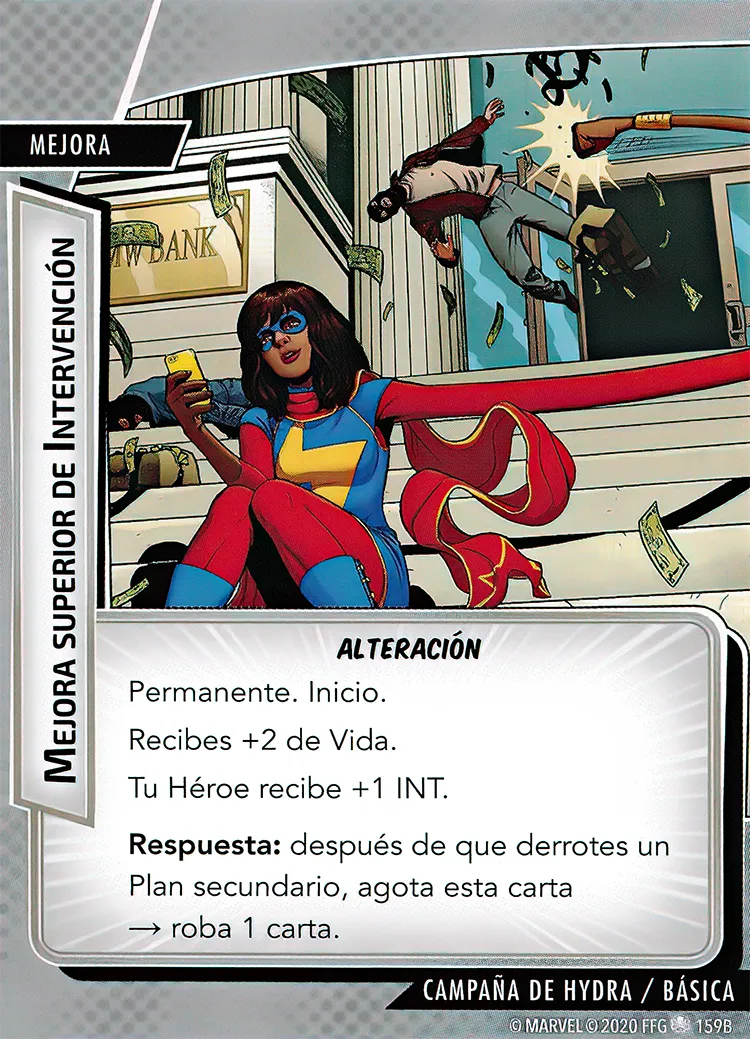 MEJORA
MEJORA SUPERIOR DE INTERVENCIÓN
BANK
ALTERACIÓN
Permanente. Inicio.
Recibes +2 de Vida.
Tu Héroe recibe +1 INT.
Respuesta: después de que derrotes un
Plan secundario, agota esta carta
→ roba 1 carta.
CAMPAÑA DE HYDRA / BÁSICA
© MARVEL © 2020 FFG 159B